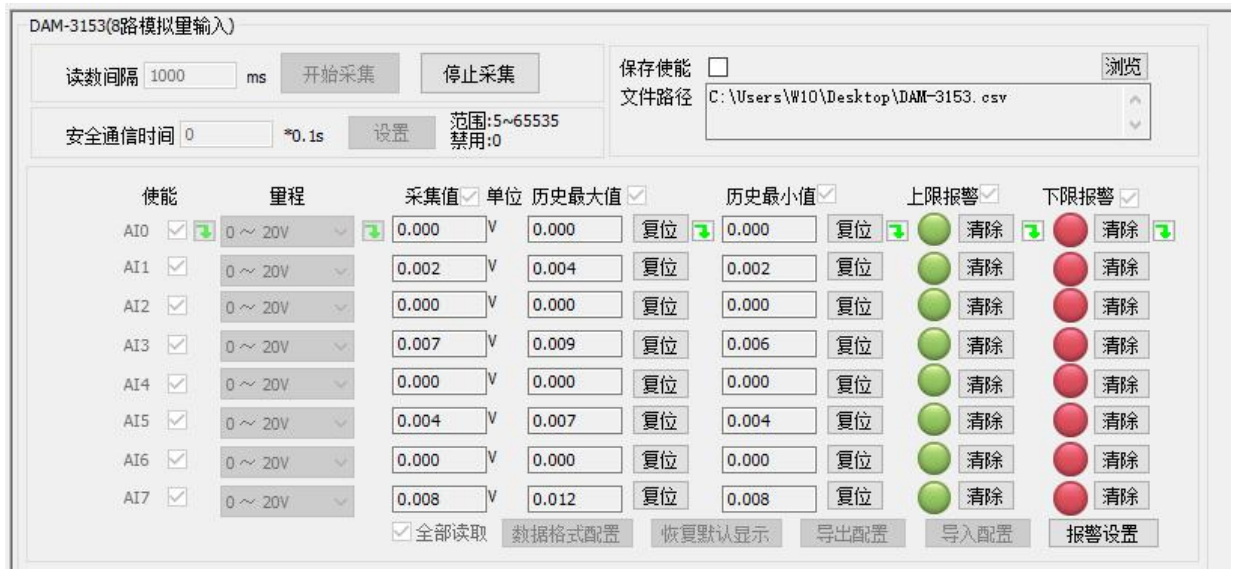 DAM-3153(8路模拟里输入)
读数间隔 1000 ms 开始采集 停止采集
保存使能 浏览
文件路径 C:\Users\W10\Desktop\DAM-3153.csv
安全通信时间 0 *0.1s 设置 范围:5~65535
禁用:0
使能 里程 采集值 单位 历史最大值 历史最小值 上限报警 下限报警
AI0 0 ~ 20V 0.000 V 0.000 复位 0.000 复位 清除 清除
AI1 0 ~ 20V 0.002 V 0.004 复位 0.002 复位 清除 清除
AI2 0 ~ 20V 0.000 V 0.000 复位 0.000 复位 清除 清除
AI3 0 ~ 20V 0.007 V 0.009 复位 0.006 复位 清除 清除
AI4 0 ~ 20V 0.000 V 0.000 复位 0.000 复位 清除 清除
AI5 0 ~ 20V 0.004 V 0.007 复位 0.004 复位 清除 清除
AI6 0 ~ 20V 0.000 V 0.000 复位 0.000 复位 清除 清除
AI7 0 ~ 20V 0.008 V 0.012 复位 0.008 复位 清除 清除
全部读取 数据格式配置 恢复默认显示 导出配置 导入配置 报警设置